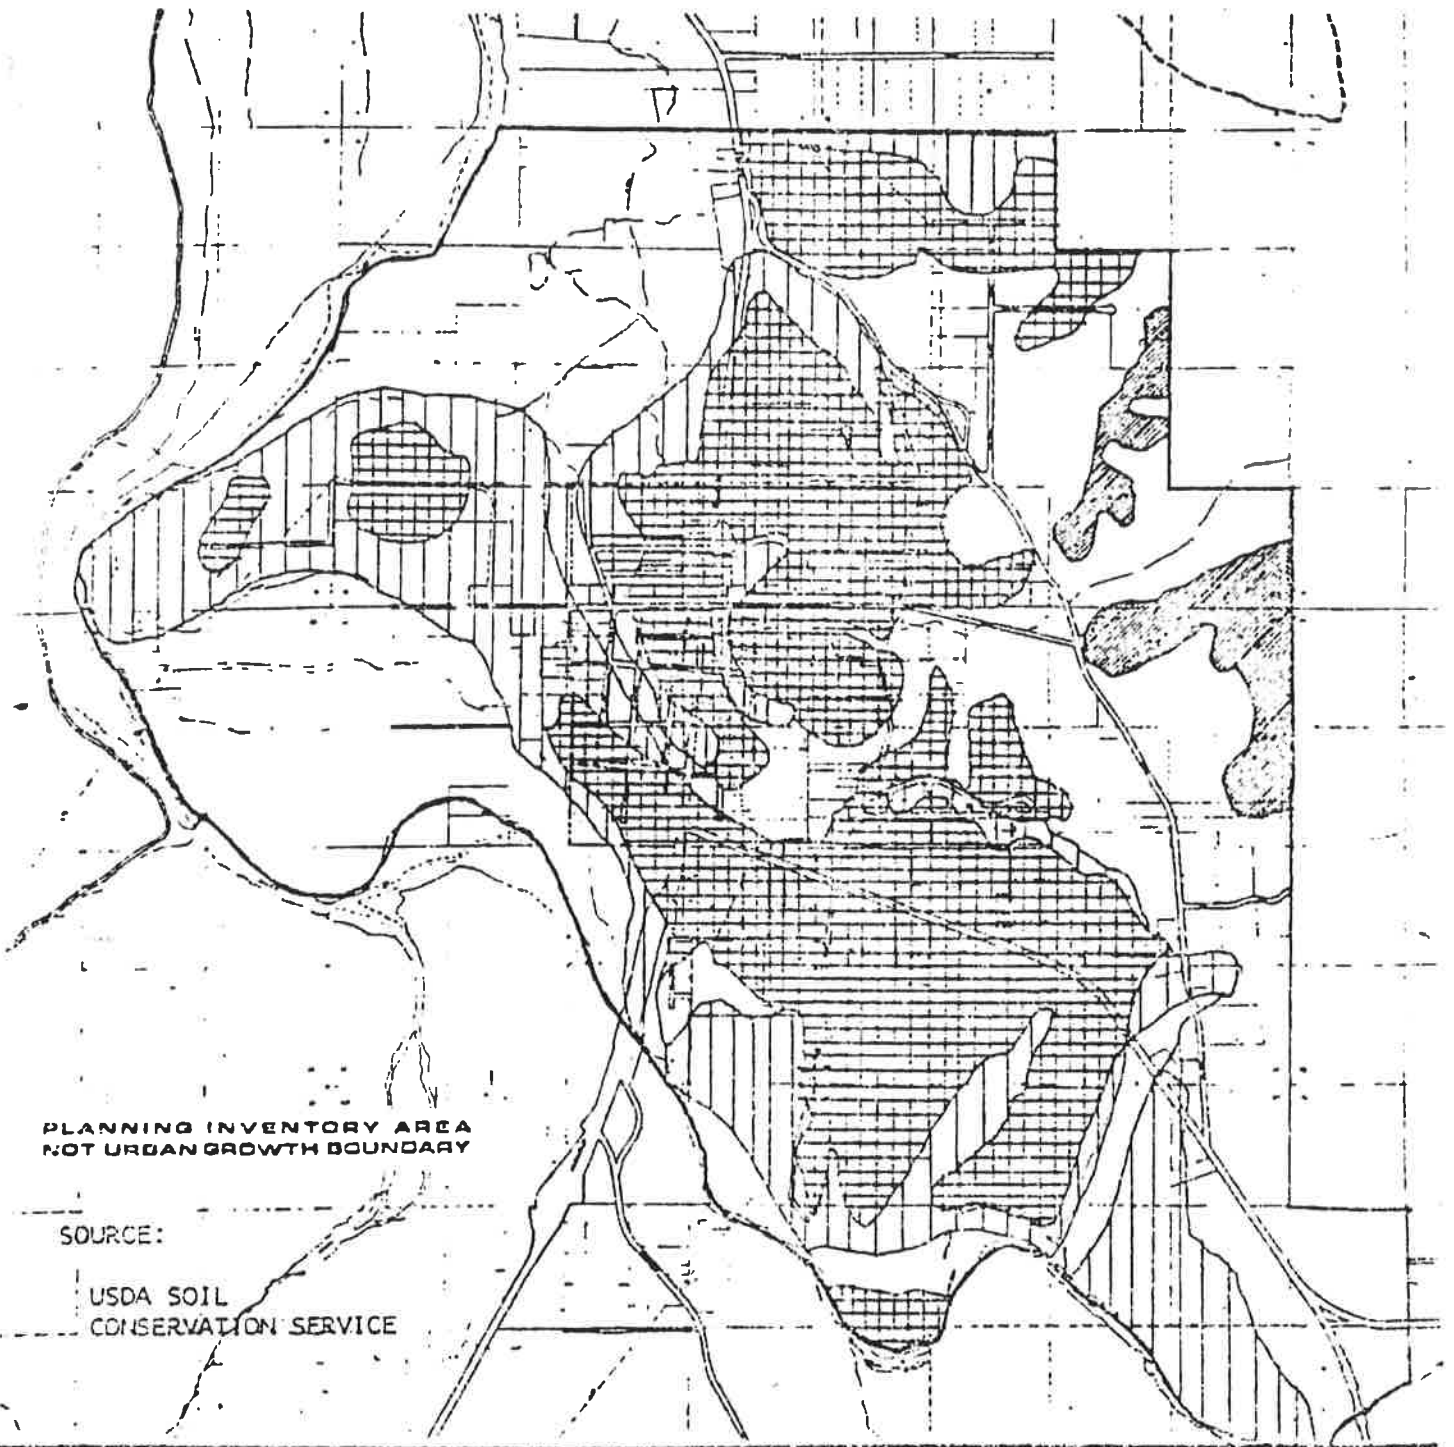 PLANNING INVENTORY AREA
NOT URBAN GROWTH BOUNDARY
SOURCE:
USDA SOIL
CONSERVATION SERVICE